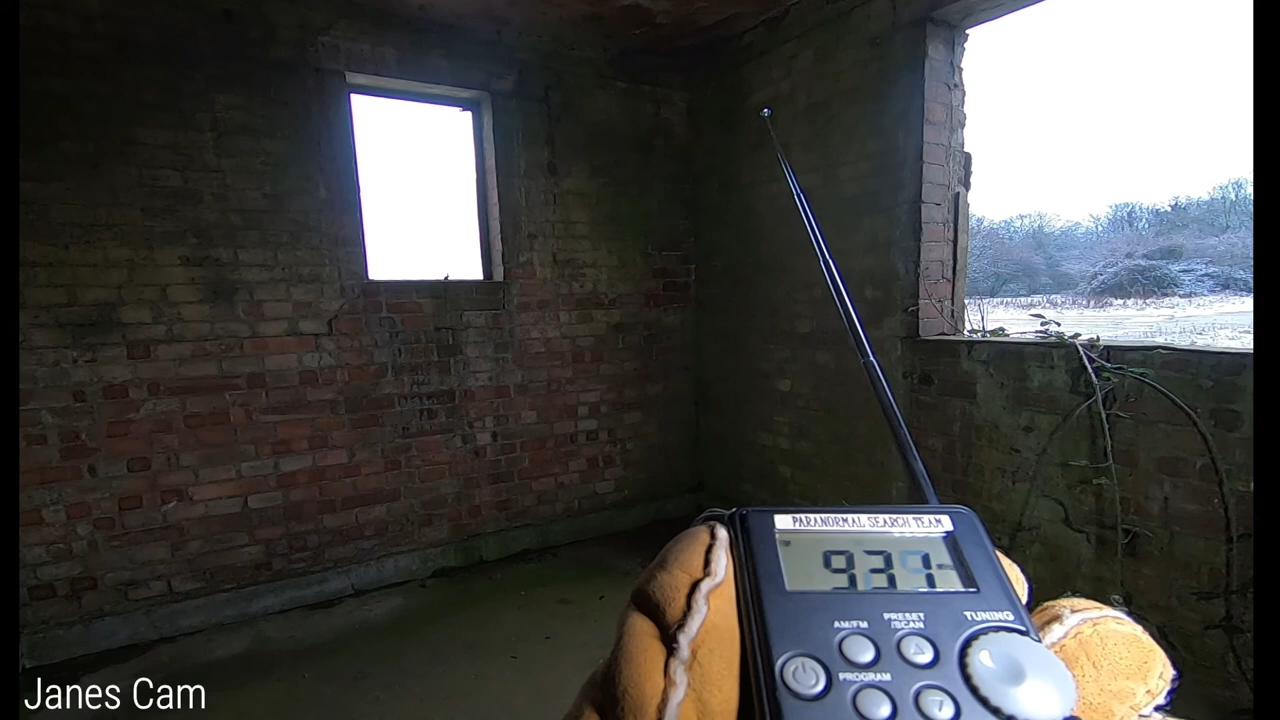 PARANORMAL SEARCH TEAM
AM/FM
PRESET
/SCAN
TUNING
PROGRAM
Janes Cam